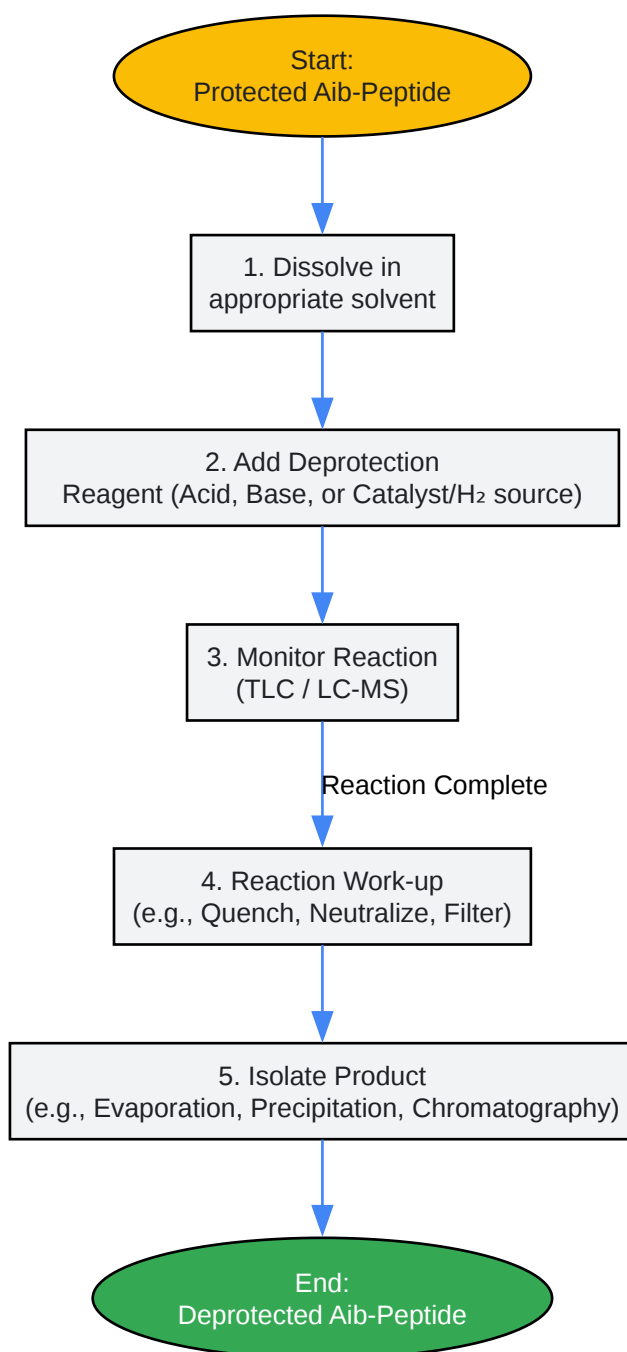 Start:
Protected Aib-Peptide
1. Dissolve in
appropriate solvent
2. Add Deprotection
Reagent (Acid, Base, or Catalyst/H₂ source)
3. Monitor Reaction
(TLC / LC-MS)
Reaction Complete
4. Reaction Work-up
(e.g., Quench, Neutralize, Filter)
5. Isolate Product
(e.g., Evaporation, Precipitation, Chromatography)
End:
Deprotected Aib-Peptide